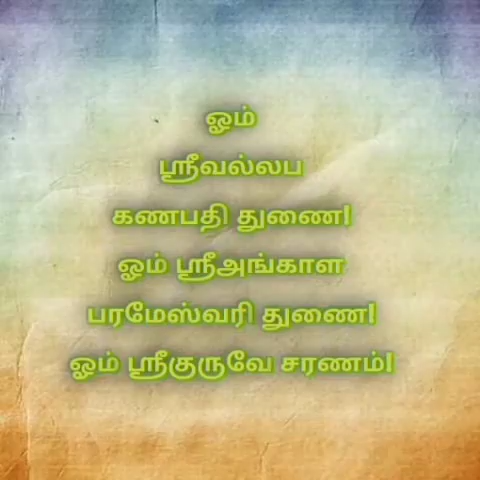 ஓம்
ஸ்ரீவல்லப
கணபதி துணை!
ஓம் ஸ்ரீஅங்காள
பரமேஸ்வரி துணை!
ஓம் ஸ்ரீகுருவே சரணம்!